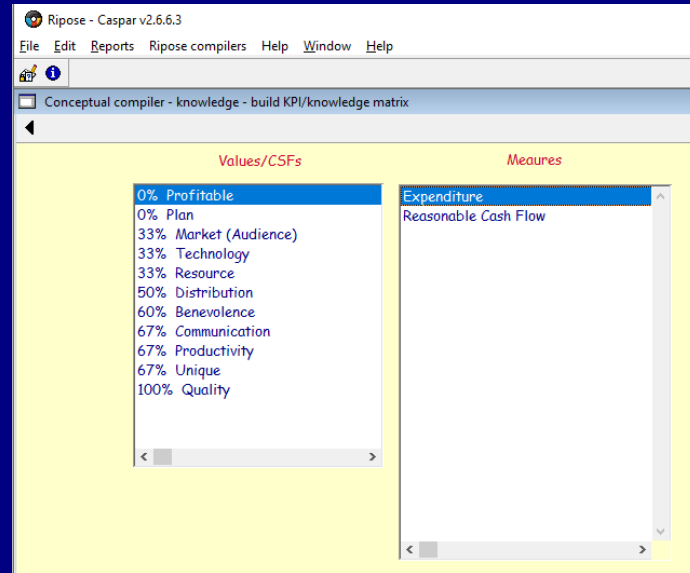 Ripose - Caspar v2.6.6.3
File Edit Reports Ripose compilers Help Window Help
Conceptual compiler - knowledge - build KPI/knowledge matrix
Values/CSFs
Meaures
0% Profitable
0% Plan
33% Market (Audience)
33% Technology
33% Resource
50% Distribution
60% Benevolence
67% Communication
67% Productivity
67% Unique
100% Quality
Expenditure
Reasonable Cash Flow